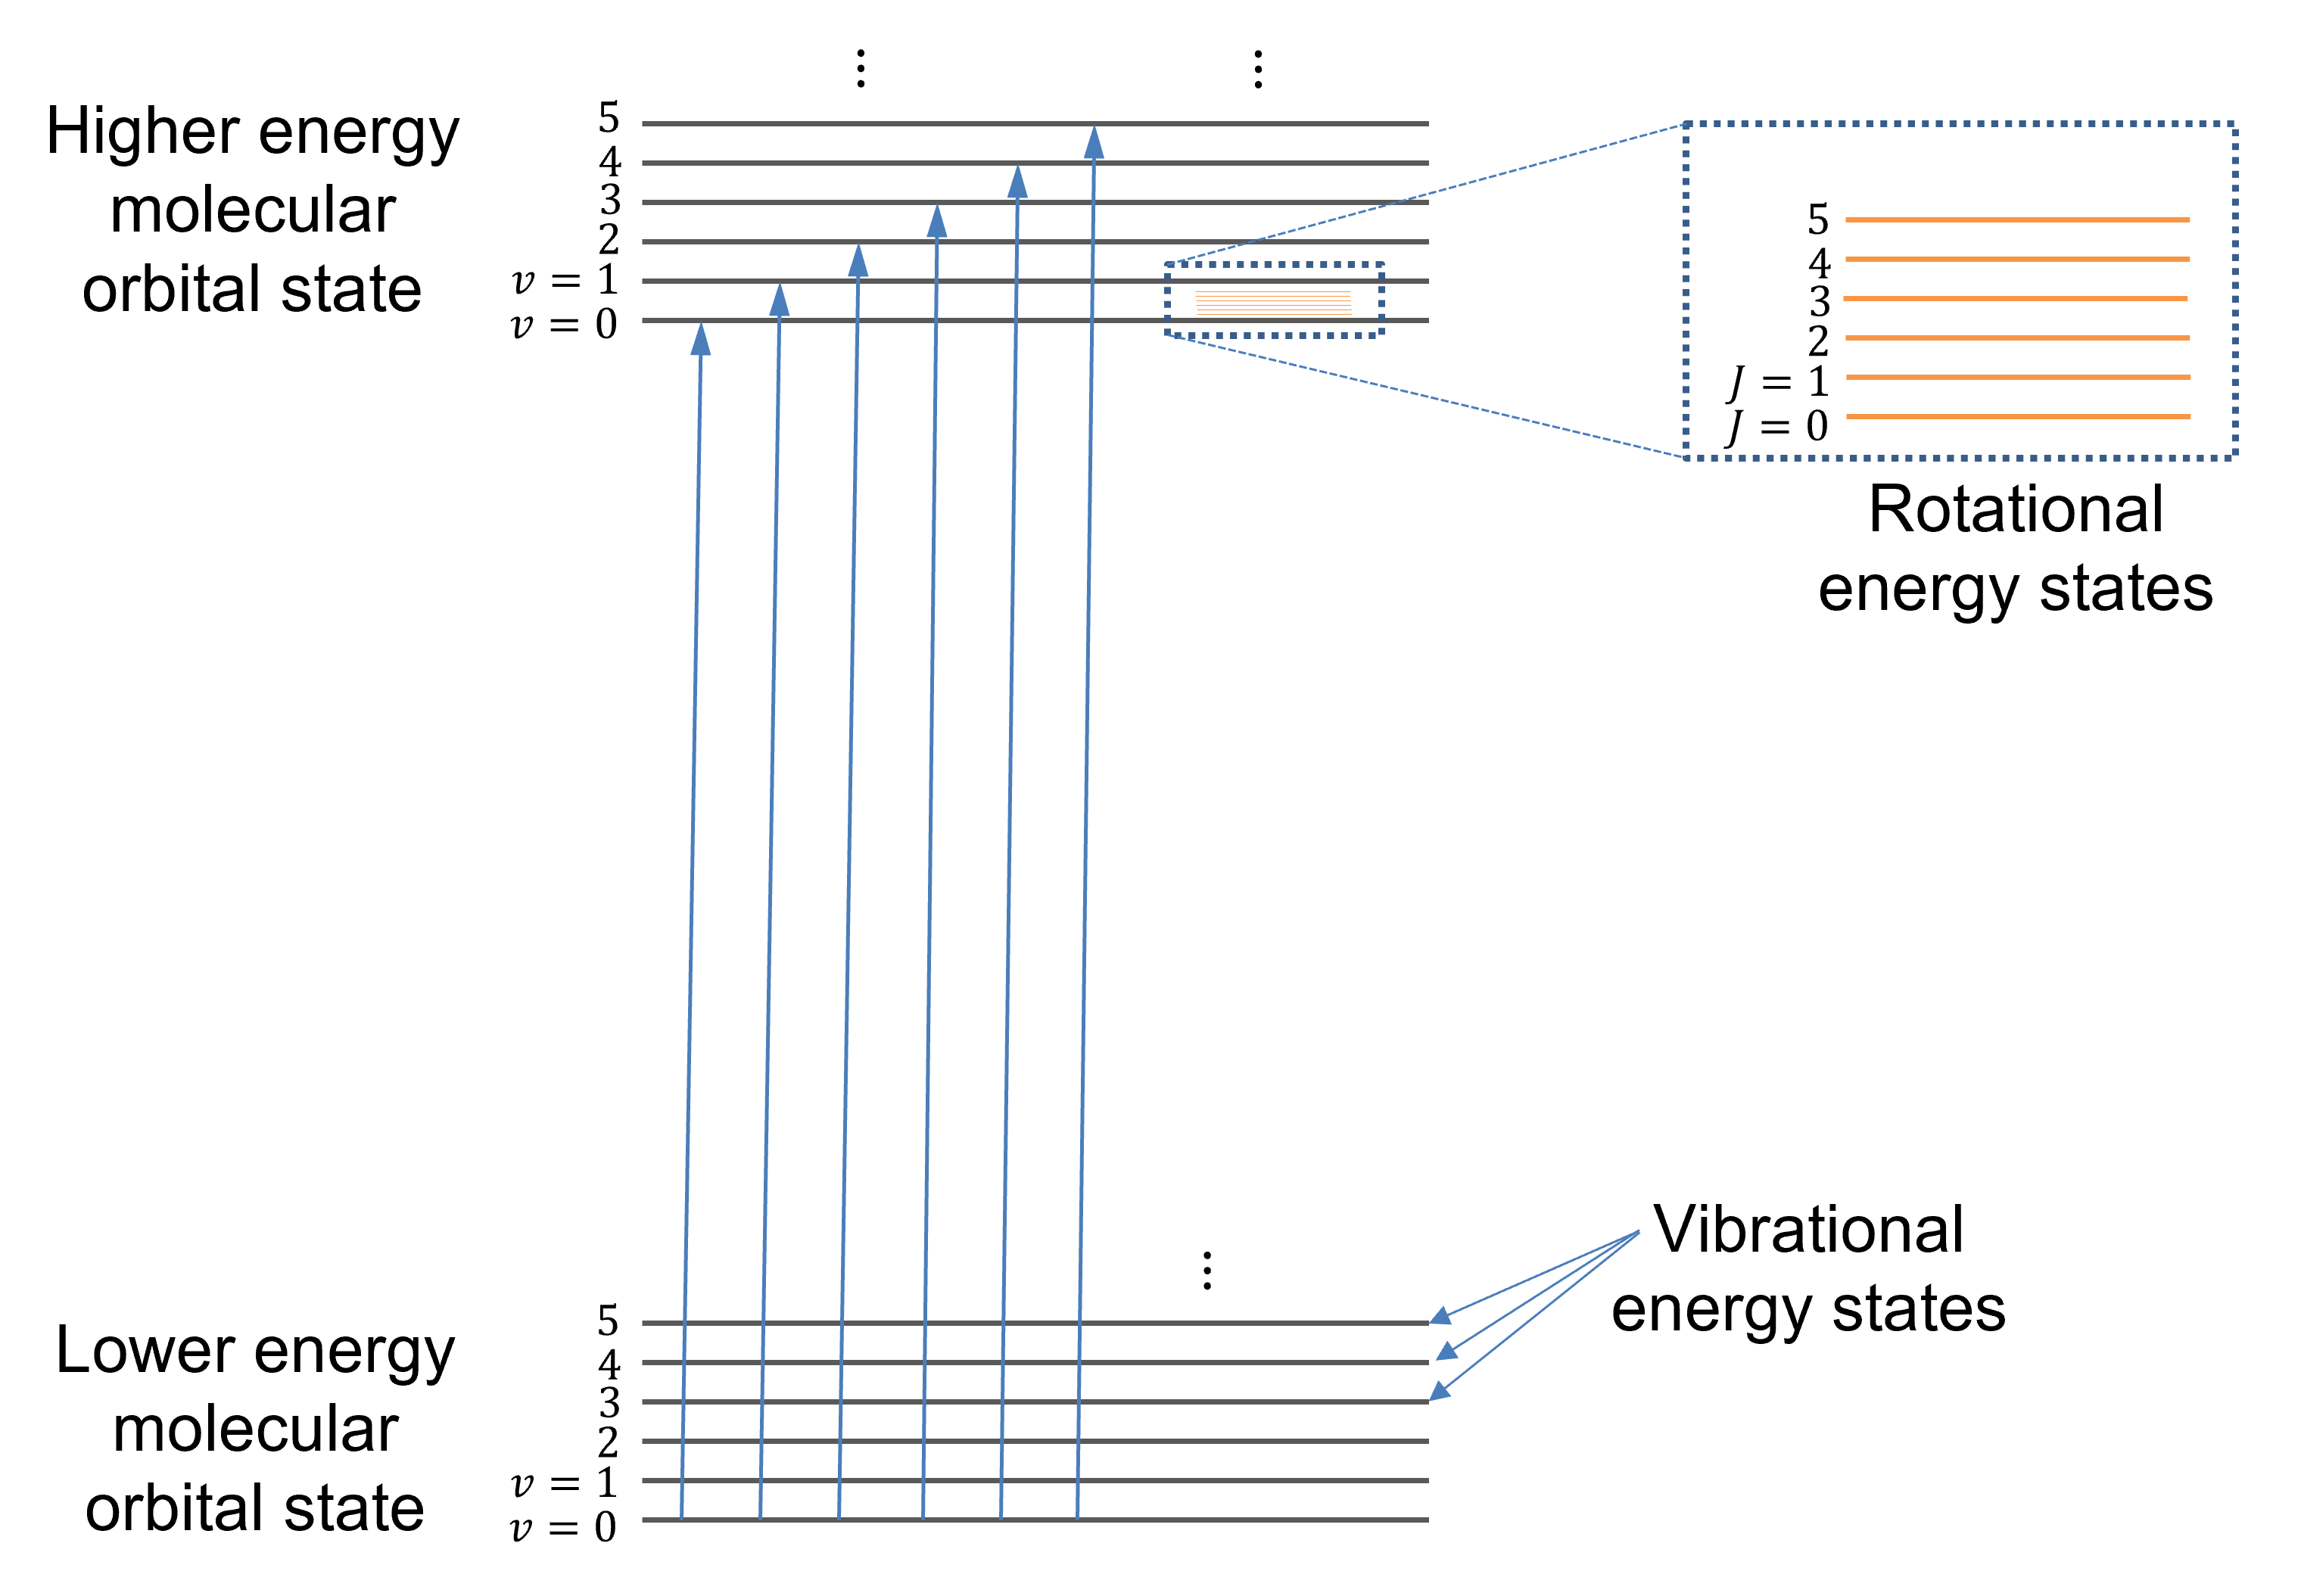 Higher energy
molecular
orbital state
⋮
⋮
5
4
3
2
v = 1
v = 0
5
4
3
2
J = 1
J = 0
Rotational
energy states
Vibrational
energy states
Lower energy
molecular
orbital state
⋮
5
4
3
2
v = 1
v = 0